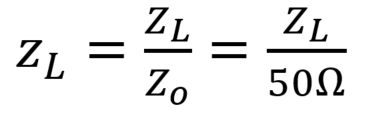 z_L = Z_L / Z_o = Z_L / 50Ω